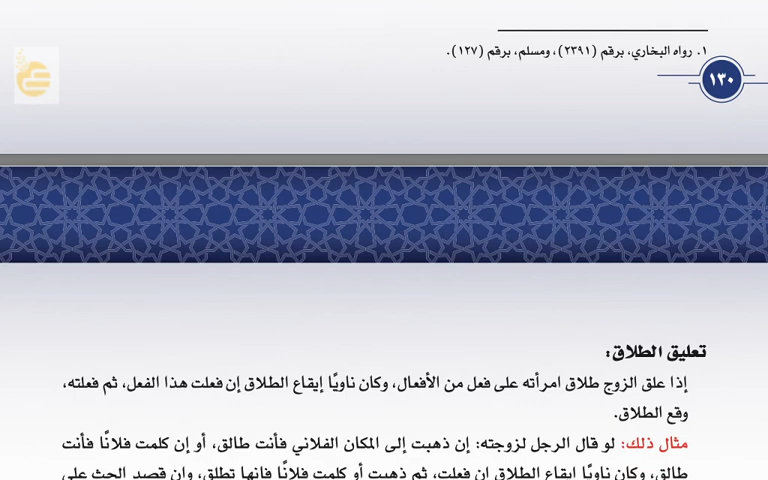 ١. رواه البخاري، برقم (٢٣٩١)، ومسلم، برقم (١٢٧).
١٣٠
تعليق الطلاق:
إذا علق الزوج طلاق امرأته على فعل من الأفعال، وكان ناويًا إيقاع الطلاق إن فعلت هذا الفعل، ثم فعلته،
وقع الطلاق.
مثال ذلك: لو قال الرجل لزوجته: إن ذهبت إلى المكان الفلاني فأنت طالق، أو إن كلمت فلانًا فأنت
طالق، وكان ناويًا إيقاع الطلاق إن فعلت، ثم ذهبت أو كلمت فلانًا فإنها تطلق، وإن قصد الحث على